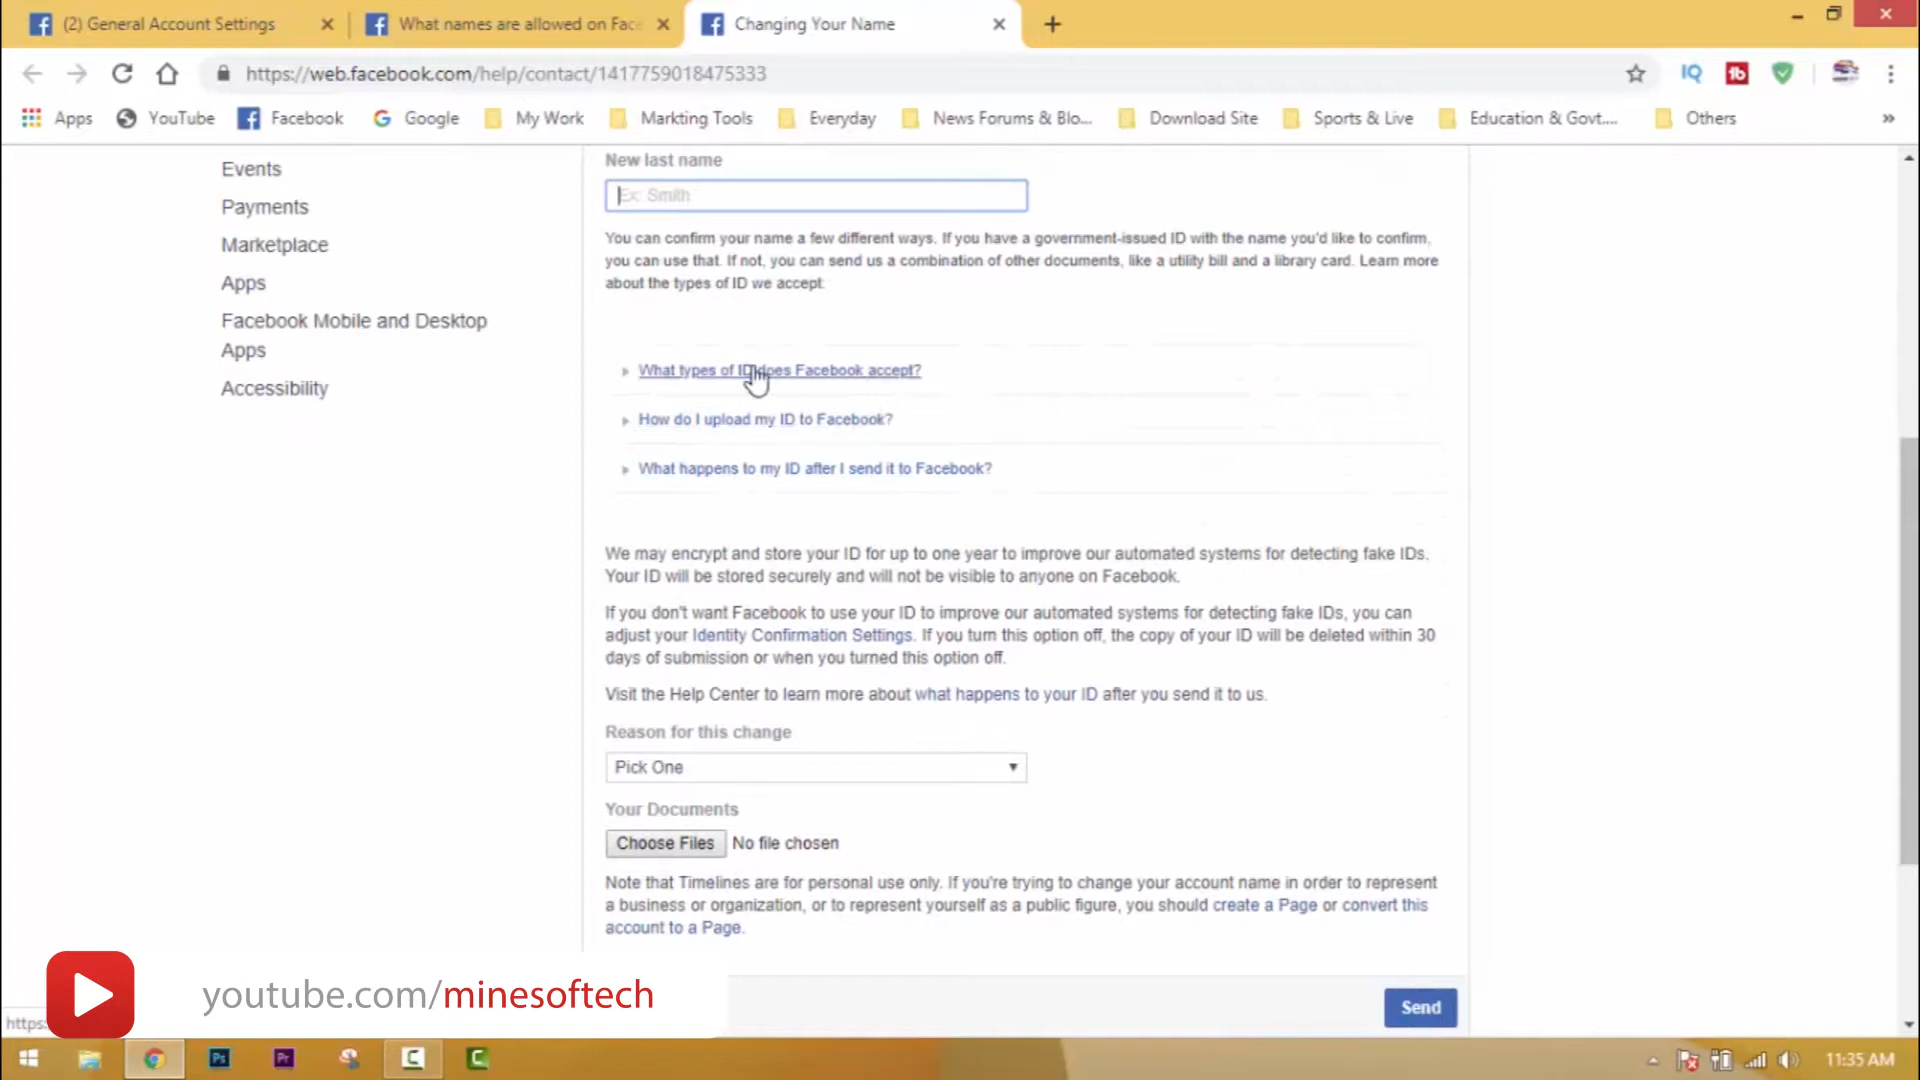 (2) General Account Settings
What names are allowed on Face
Changing Your Name
https://web.facebook.com/help/contact/1417759018475333
Apps
YouTube
Facebook
Google
My Work
Markting Tools
Everyday
News Forums & Blo...
Download Site
Sports & Live
Education & Govt....
Others
»
Events
Payments
Marketplace
Apps
Facebook Mobile and Desktop
Apps
Accessibility
New last name
Ex: Smith
You can confirm your name a few different ways. If you have a government-issued ID with the name you'd like to confirm,
you can use that. If not, you can send us a combination of other documents, like a utility bill and a library card. Learn more
about the types of ID we accept:
What types of ID does Facebook accept?
How do I upload my ID to Facebook?
What happens to my ID after I send it to Facebook?
We may encrypt and store your ID for up to one year to improve our automated systems for detecting fake IDs.
Your ID will be stored securely and will not be visible to anyone on Facebook.
If you don't want Facebook to use your ID to improve our automated systems for detecting fake IDs, you can
adjust your Identity Confirmation Settings. If you turn this option off, the copy of your ID will be deleted within 30
days of submission or when you turned this option off.
Visit the Help Center to learn more about what happens to your ID after you send it to us.
Reason for this change
Pick One
Your Documents
Choose Files No file chosen
Note that Timelines are for personal use only. If you're trying to change your account name in order to represent
a business or organization, or to represent yourself as a public figure, you should create a Page or convert this
account to a Page.
Send
youtube.com/minesoftech
https:
Ps
Pr
C
C
11:35 AM
IQ
tb